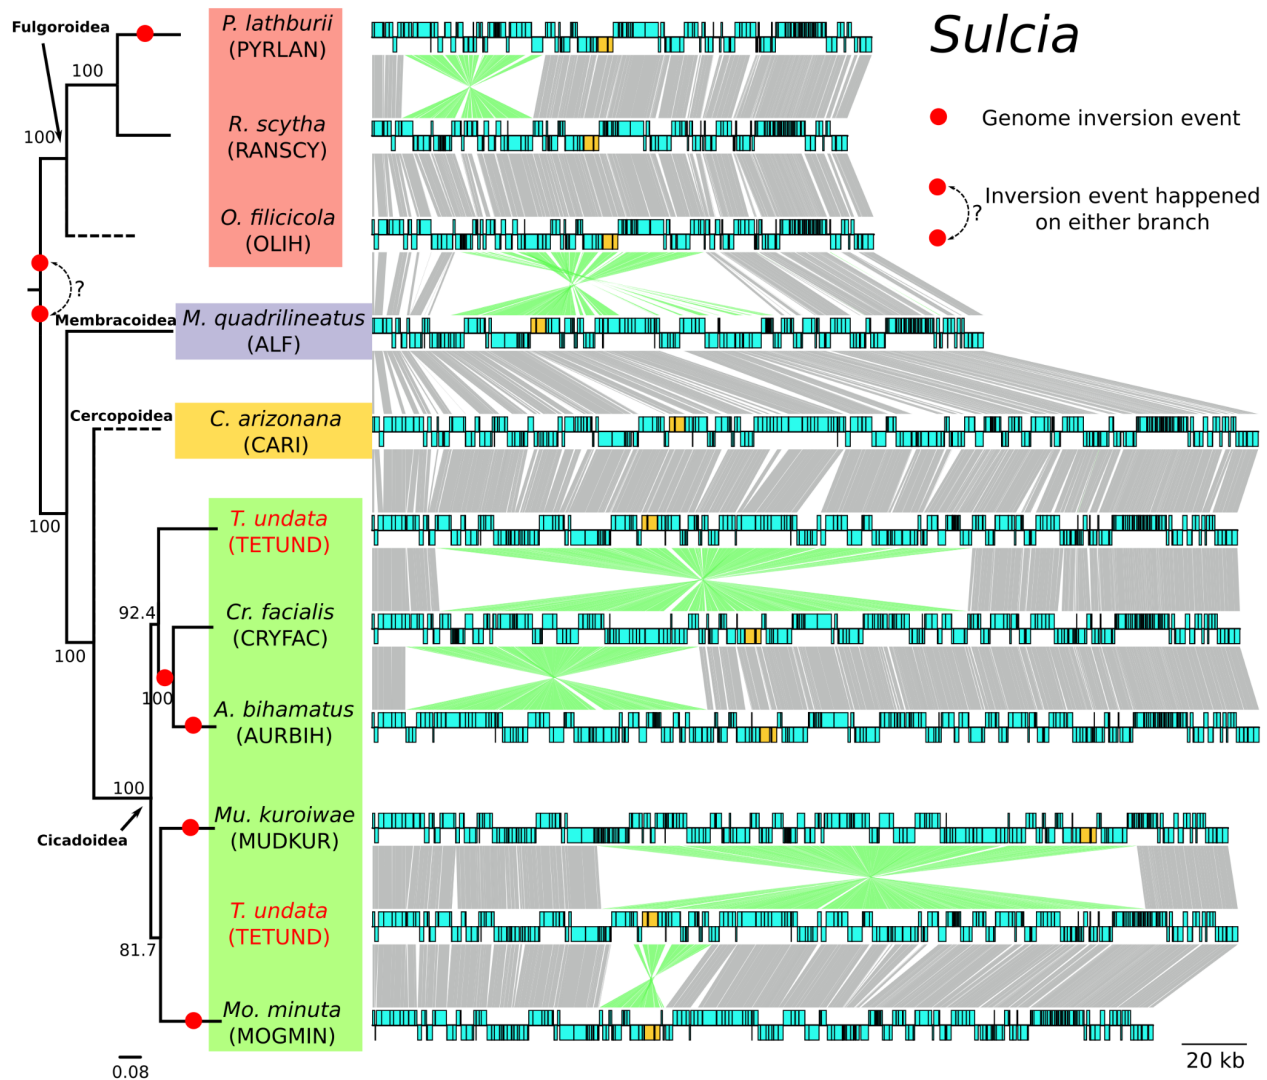 Sulcia
Fulgoroidea
P. lathburii
(PYRLAN)
100
Genome inversion event
R. scytha
(RANSCY)
100
Inversion event happened
on either branch
?
O. filicicola
(OLIH)
?
Membracoidea
M. quadrilineatus
(ALF)
Cercopoidea
C. arizonana
(CARI)
100
T. undata
(TETUND)
92.4
Cr. facialis
(CRYFAC)
100
100
A. bihamatus
(AURBIH)
100
Cicadoidea
Mu. kuroiwae
(MUDKUR)
T. undata
(TETUND)
81.7
Mo. minuta
(MOGMIN)
0.08
20 kb